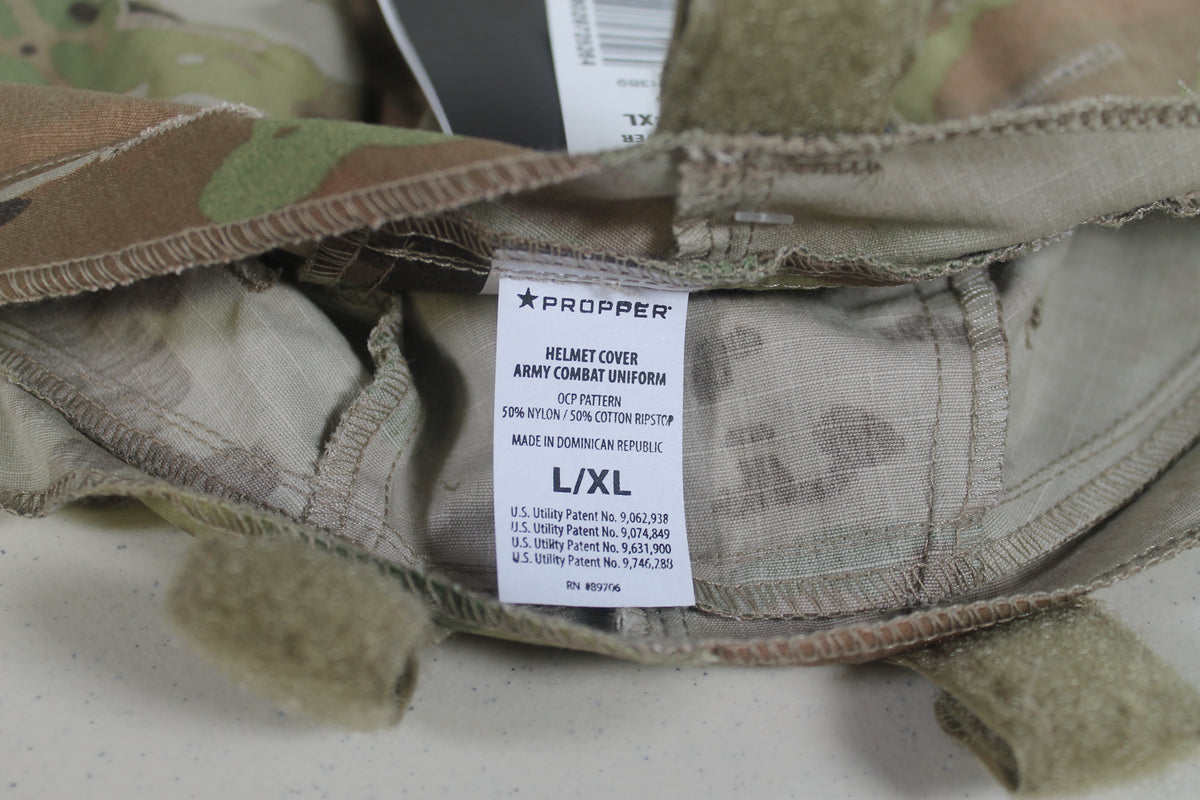 ★PROPPER
HELMET COVER
ARMY COMBAT UNIFORM
OCP PATTERN
50% NYLON / 50% COTTON RIPSTOP
MADE IN DOMINICAN REPUBLIC
L/XL
U.S. Utility Patent No. 9,062,938
U.S. Utility Patent No. 9,074,849
U.S. Utility Patent No. 9,631,900
U.S. Utility Patent No. 9,746,288
RN #89706